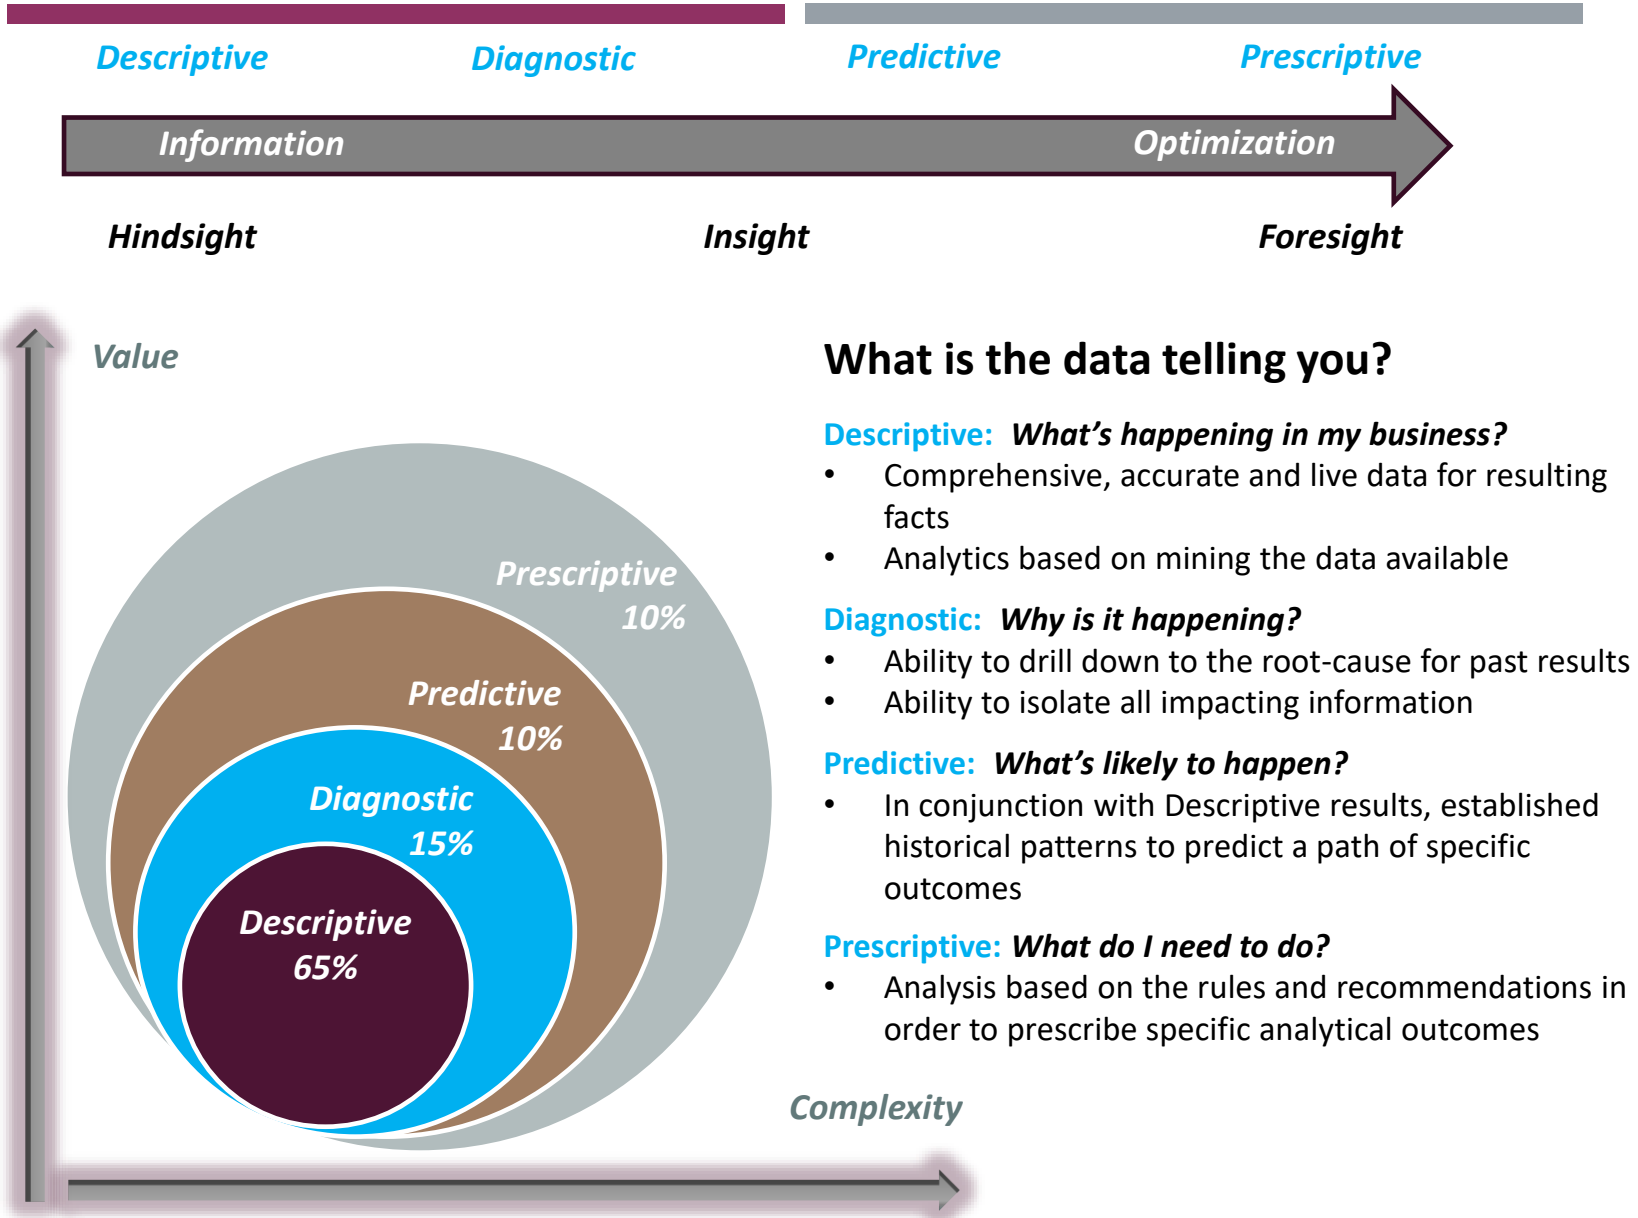 Descriptive Diagnostic Predictive Prescriptive
Information Optimization
Hindsight Insight Foresight
Value
Prescriptive
10%
Predictive
10%
Diagnostic
15%
Descriptive
65%
Complexity
What is the data telling you?
Descriptive: What’s happening in my business?
• Comprehensive, accurate and live data for resulting
facts
• Analytics based on mining the data available
Diagnostic: Why is it happening?
• Ability to drill down to the root-cause for past results
• Ability to isolate all impacting information
Predictive: What’s likely to happen?
• In conjunction with Descriptive results, established
historical patterns to predict a path of specific
outcomes
Prescriptive: What do I need to do?
• Analysis based on the rules and recommendations in
order to prescribe specific analytical outcomes